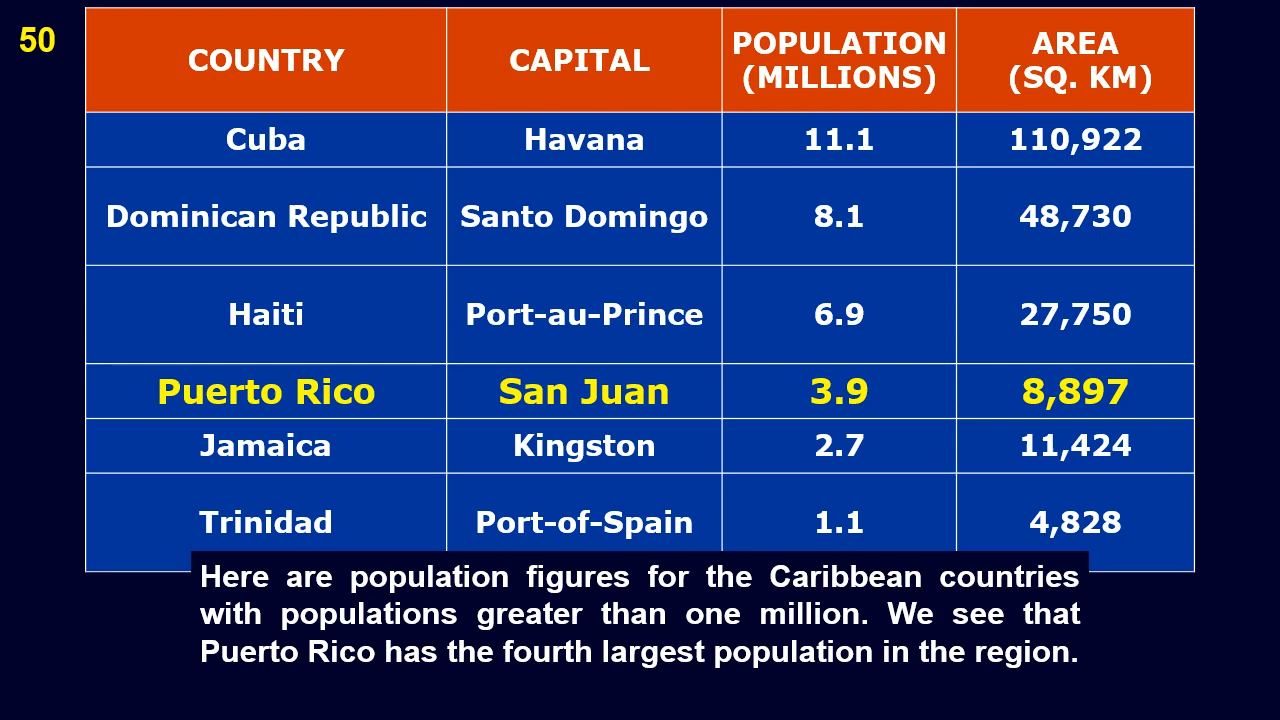 50
COUNTRY CAPITAL POPULATION (MILLIONS) AREA (SQ. KM)
Cuba Havana 11.1 110,922
Dominican Republic Santo Domingo 8.1 48,730
Haiti Port-au-Prince 6.9 27,750
Puerto Rico San Juan 3.9 8,897
Jamaica Kingston 2.7 11,424
Trinidad Port-of-Spain 1.1 4,828
Here are population figures for the Caribbean countries
with populations greater than one million. We see that
Puerto Rico has the fourth largest population in the region.